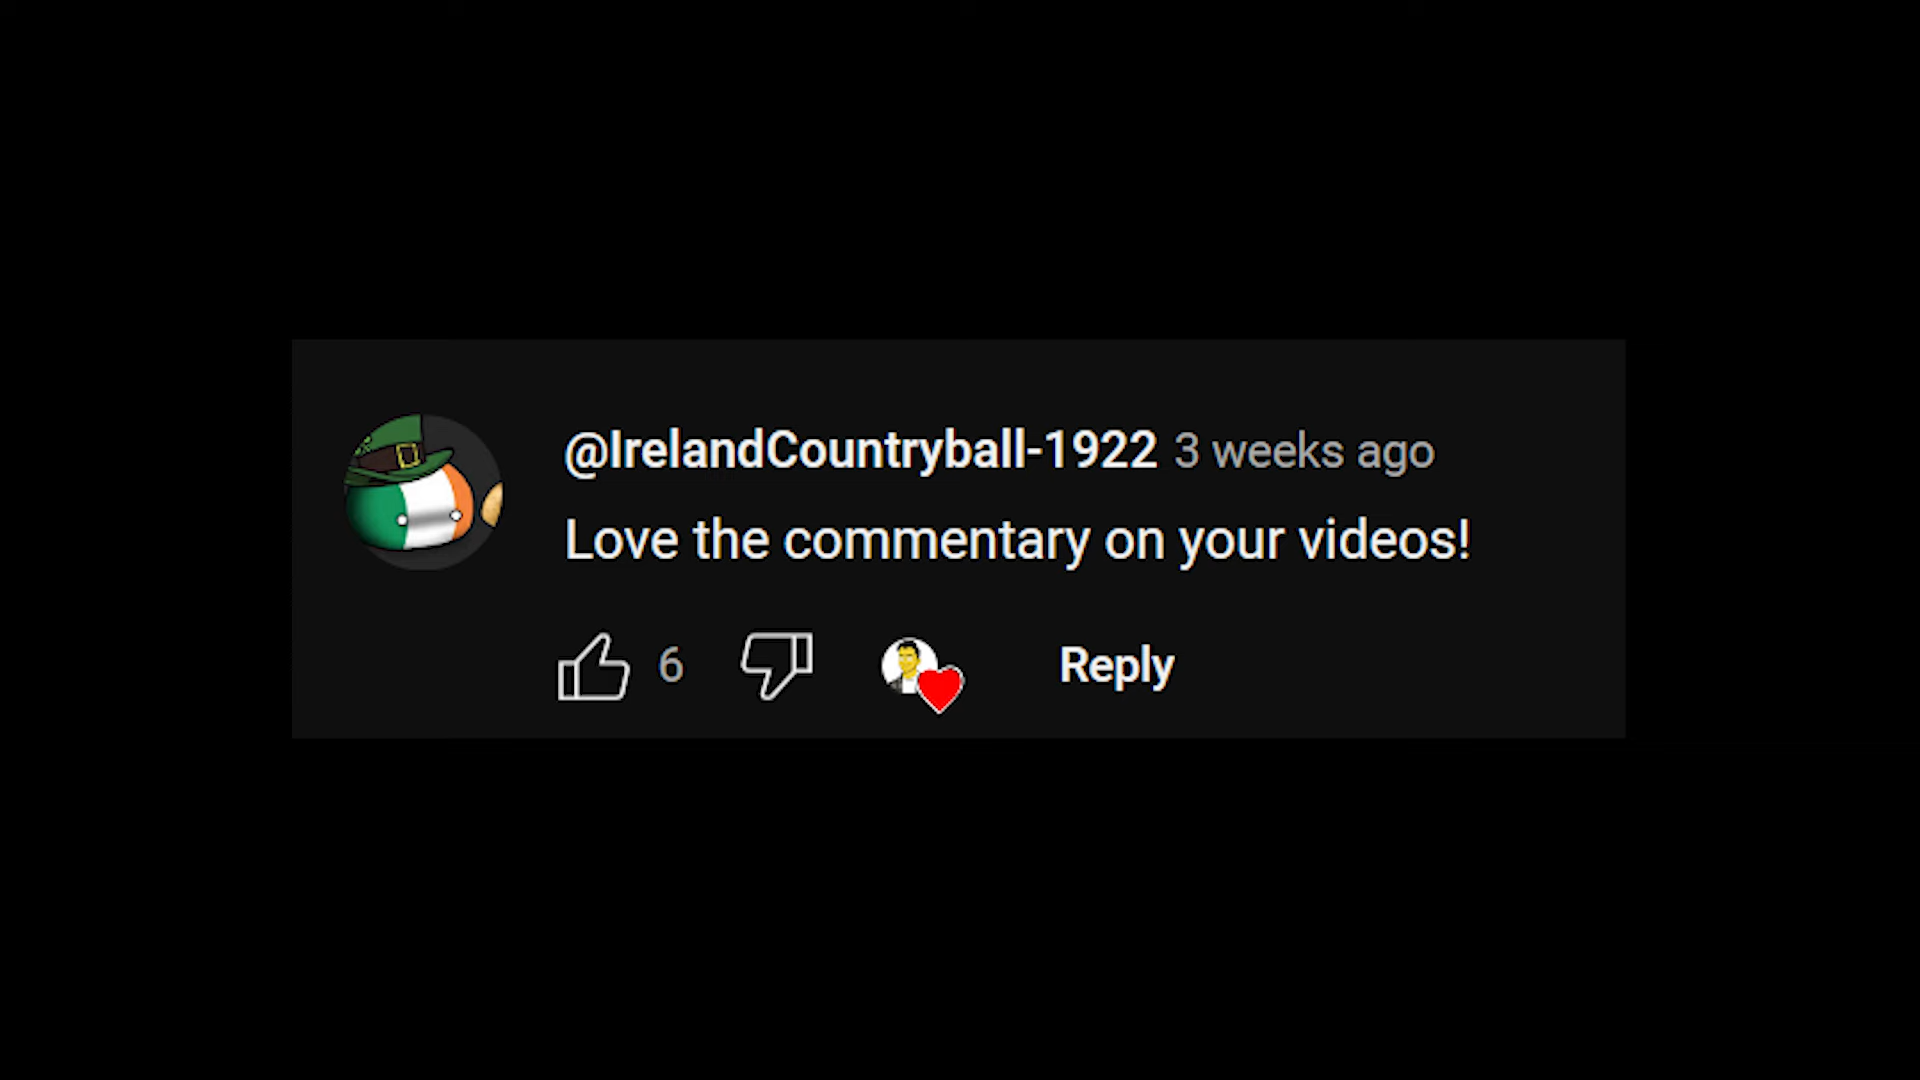 @IrelandCountryball-1922 3 weeks ago
Love the commentary on your videos!
6 Reply